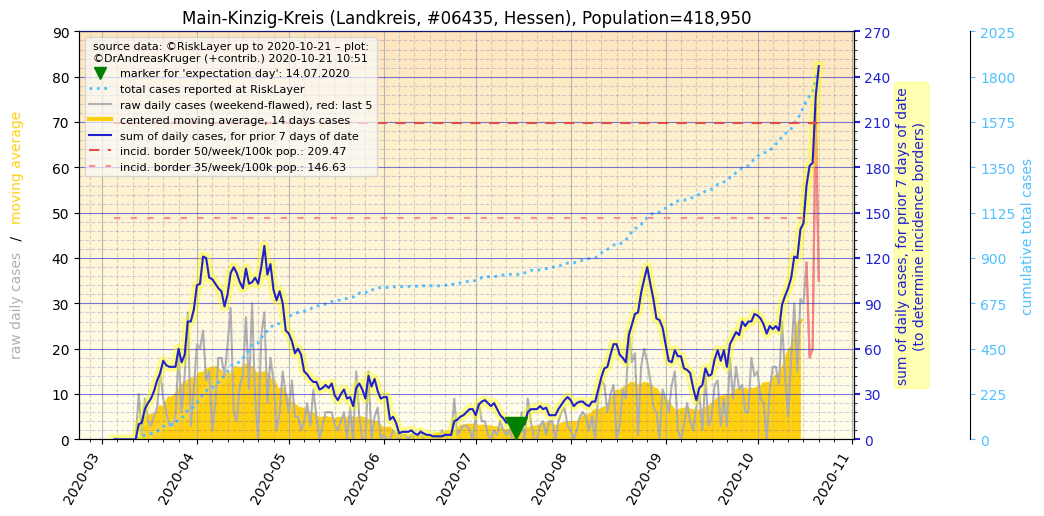 Main-Kinzig-Kreis (Landkreis, #06435, Hessen), Population=418,950
source data: ©RiskLayer up to 2020-10-21 – plot:
©DrAndreasKruger (+contrib.) 2020-10-21 10:51
marker for 'expectation day': 14.07.2020
total cases reported at RiskLayer
raw daily cases (weekend-flawed), red: last 5
centered moving average, 14 days cases
sum of daily cases, for prior 7 days of date
incid. border 50/week/100k pop.: 209.47
incid. border 35/week/100k pop.: 146.63
raw daily cases / moving average
90
80
70
60
50
40
30
20
10
0
270
240
210
180
150
120
90
60
30
0
sum of daily cases, for prior 7 days of date
(to determine incidence borders)
2025
1800
1575
1350
1125
900
675
450
225
0
cumulative total cases
2020-03
2020-04
2020-05
2020-06
2020-07
2020-08
2020-09
2020-10
2020-11